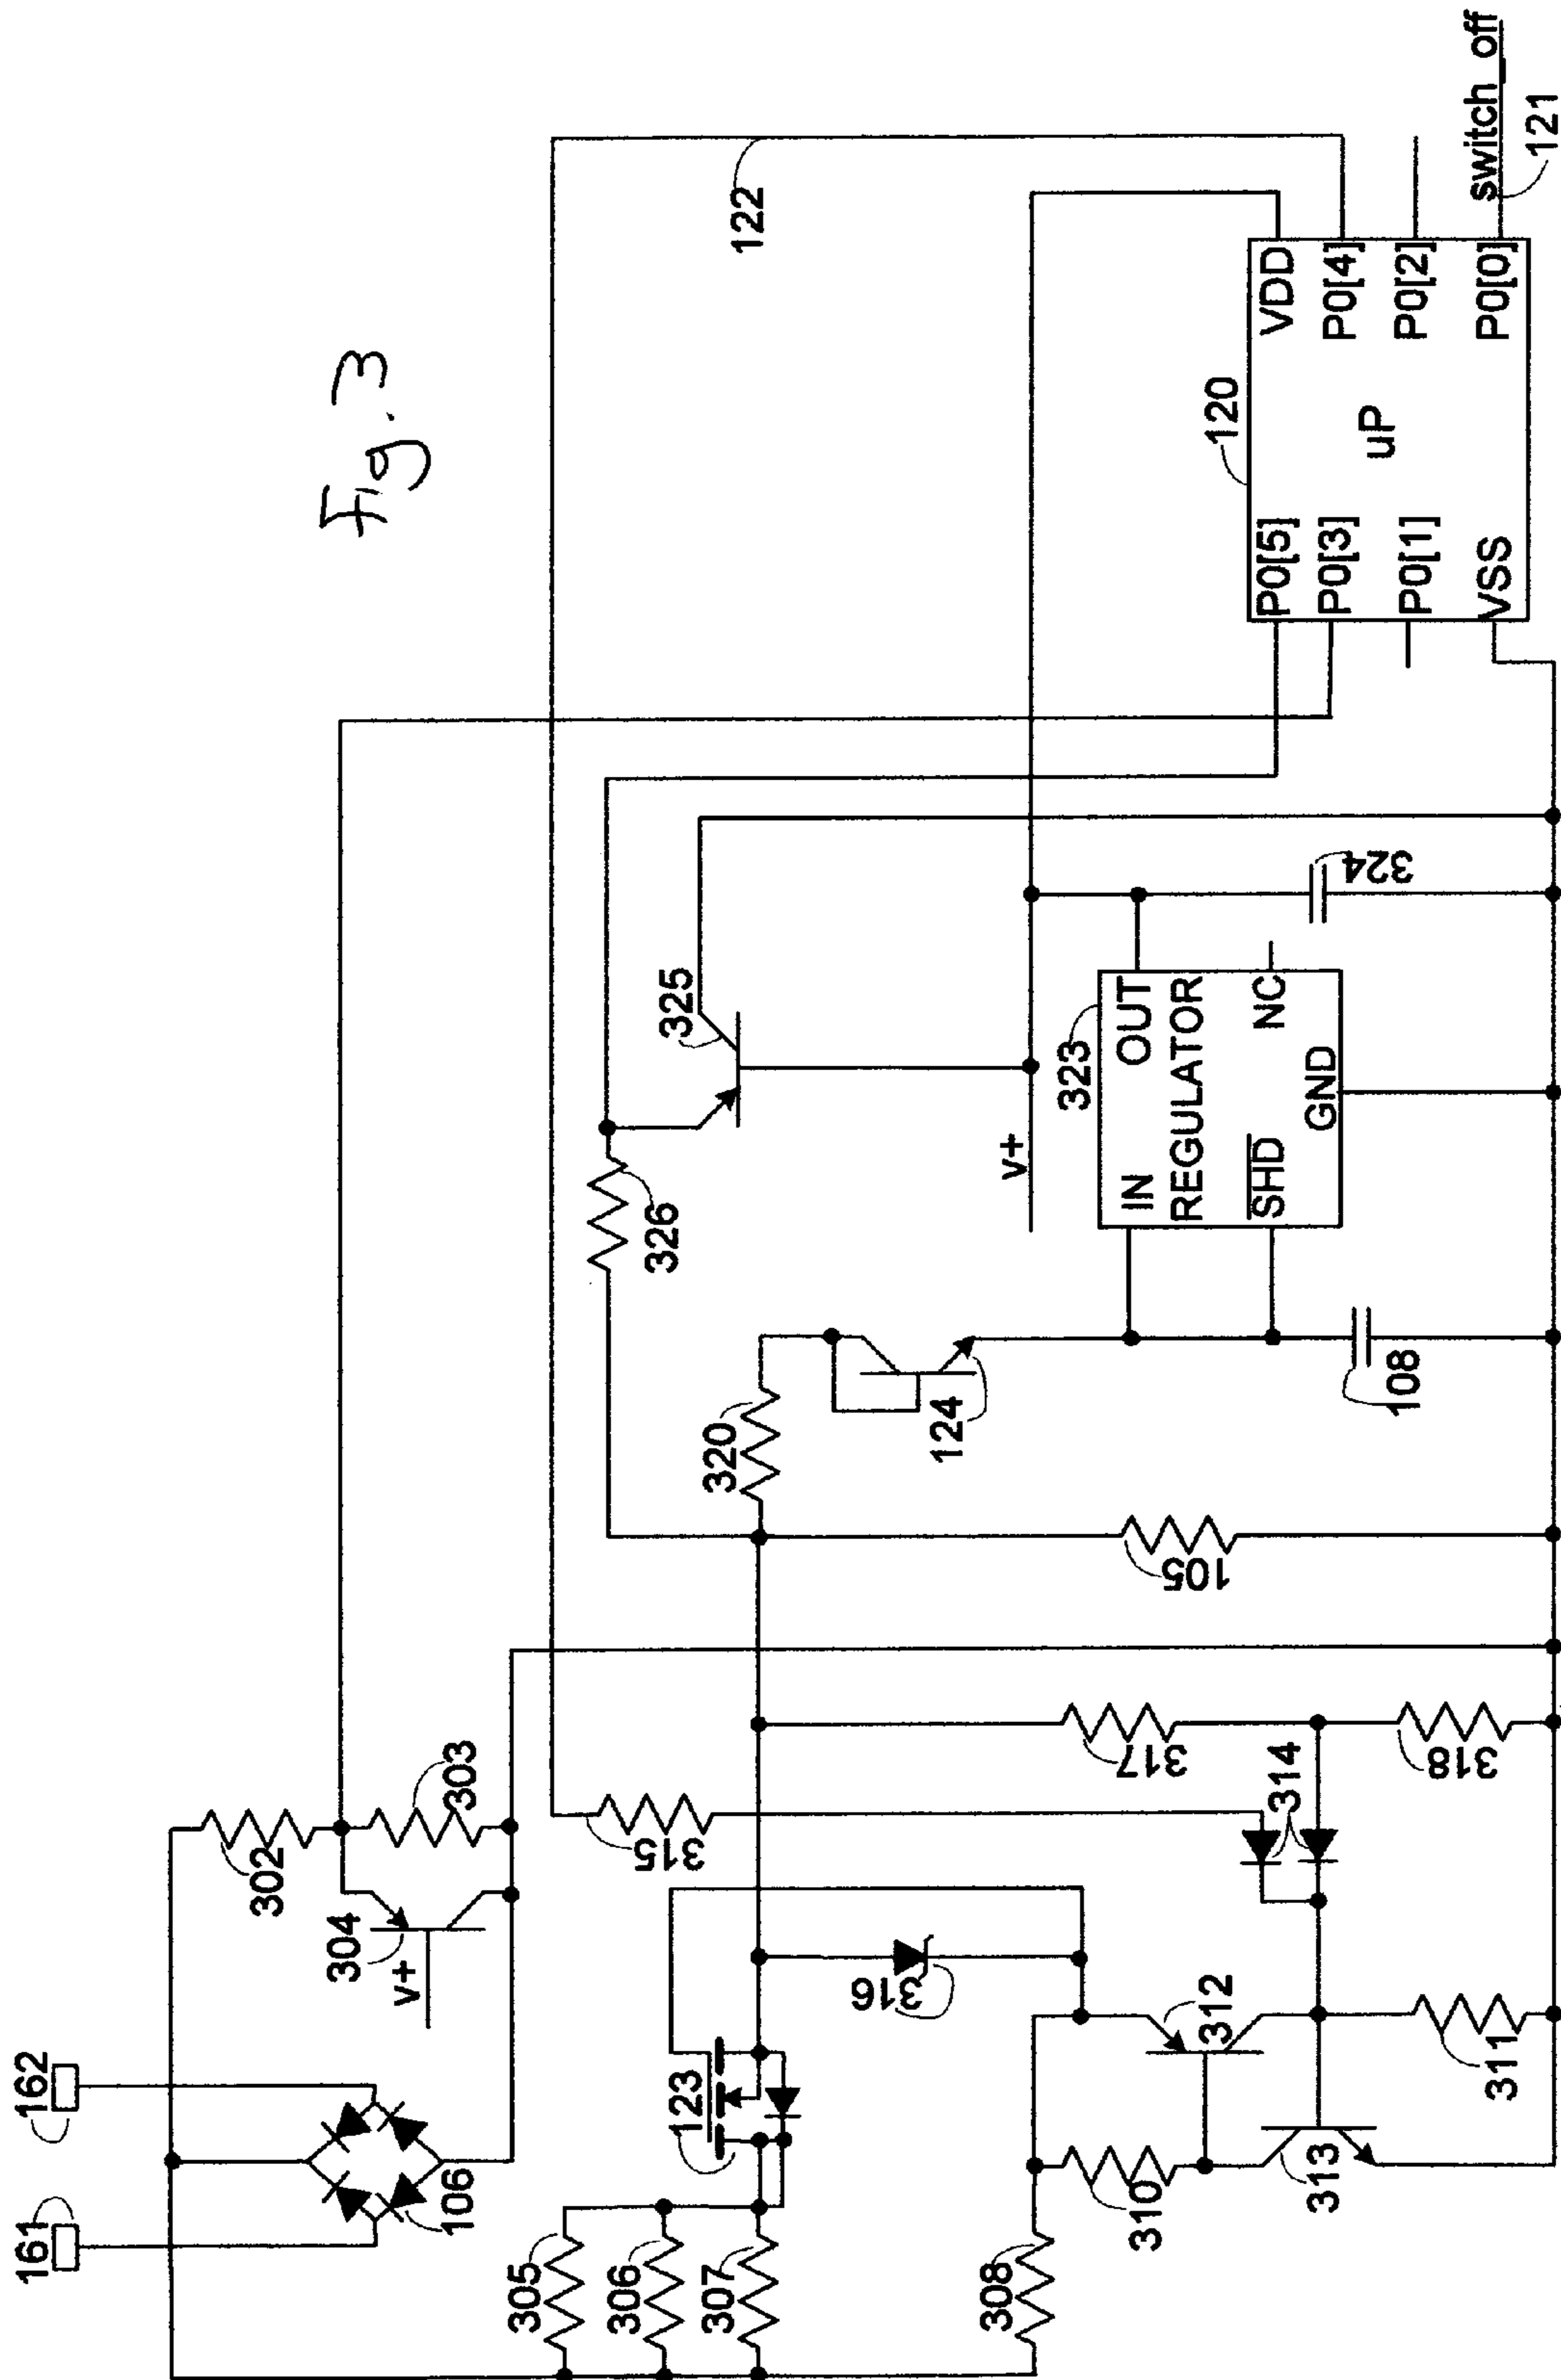 Fig. 3
161
162
106
304
v+
302
303
305
306
307
123
315
316
308
310
312
313
311
314
317
318
105
320
326
325
124
108
v+
323
IN
OUT
REGULATOR
SHD
NC
GND
324
122
120
P0[5]
VDD
P0[3]
P0[4]
uP
P0[1]
P0[2]
VSS
P0[0]
switch_off
121